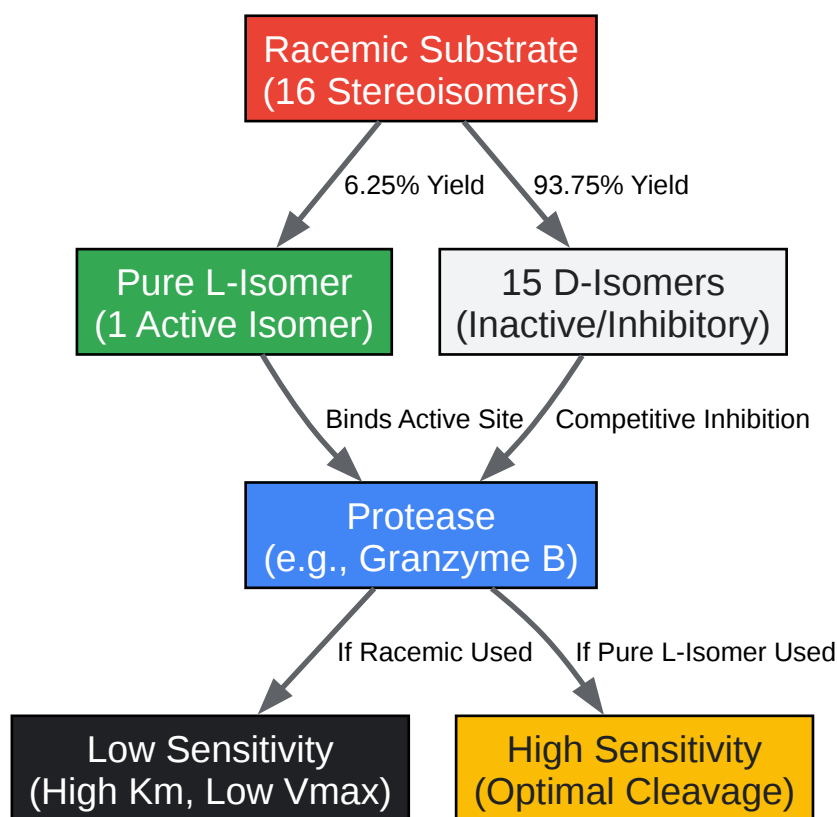 Racemic Substrate
(16 Stereoisomers)
6.25% Yield
93.75% Yield
Pure L-Isomer
(1 Active Isomer)
15 D-Isomers
(Inactive/Inhibitory)
Binds Active Site
Competitive Inhibition
Protease
(e.g., Granzyme B)
If Racemic Used
If Pure L-Isomer Used
Low Sensitivity
(High Km, Low Vmax)
High Sensitivity
(Optimal Cleavage)